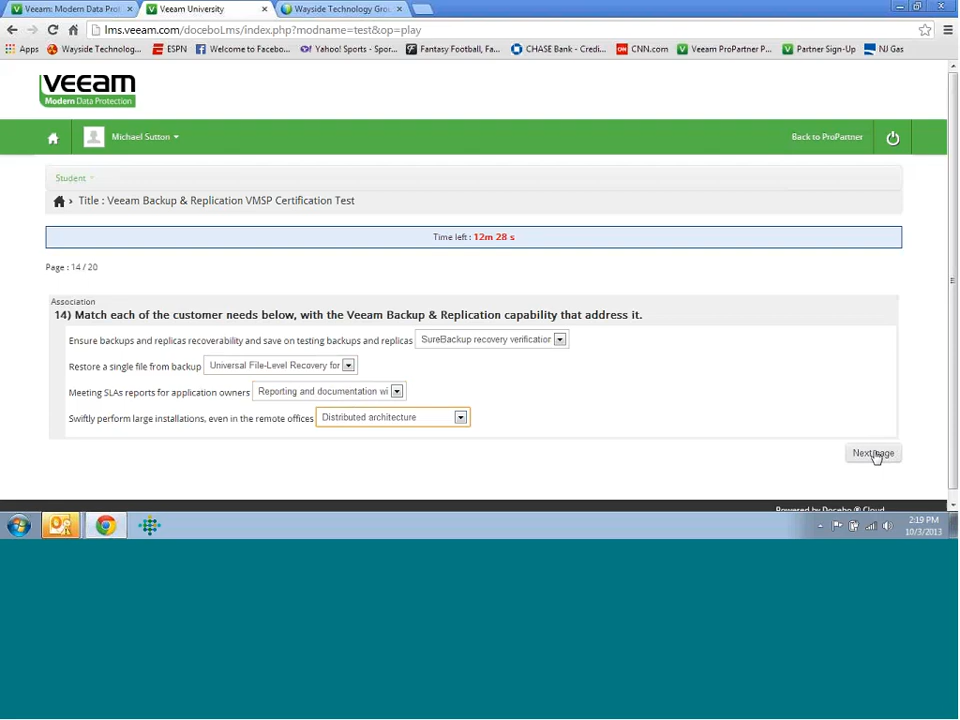 Veeam: Modern Data Prot
Veeam University
Wayside Technology Grou
lms.veeam.com/doceboLms/index.php?modname=test&op=play
Apps
Wayside Technolog...
ESPN
Welcome to Facebo...
Yahoo! Sports - Spor...
Fantasy Football, Fa...
CHASE Bank - Credi...
CNN.com
Veeam ProPartner P...
Partner Sign-Up
NJ Gas
veeam
Modern Data Protection
Michael Sutton
Back to ProPartner
Student
Title : Veeam Backup & Replication VMSP Certification Test
Time left : 12m 28 s
Page : 14 / 20
Association
14) Match each of the customer needs below, with the Veeam Backup & Replication capability that address it.
Ensure backups and replicas recoverability and save on testing backups and replicas SureBackup recovery verification
Restore a single file from backup Universal File-Level Recovery for
Meeting SLAs reports for application owners Reporting and documentation wi
Swiftly perform large installations, even in the remote offices Distributed architecture
Next page
Powered by Docebo ® Cloud
2:19 PM
10/3/2013